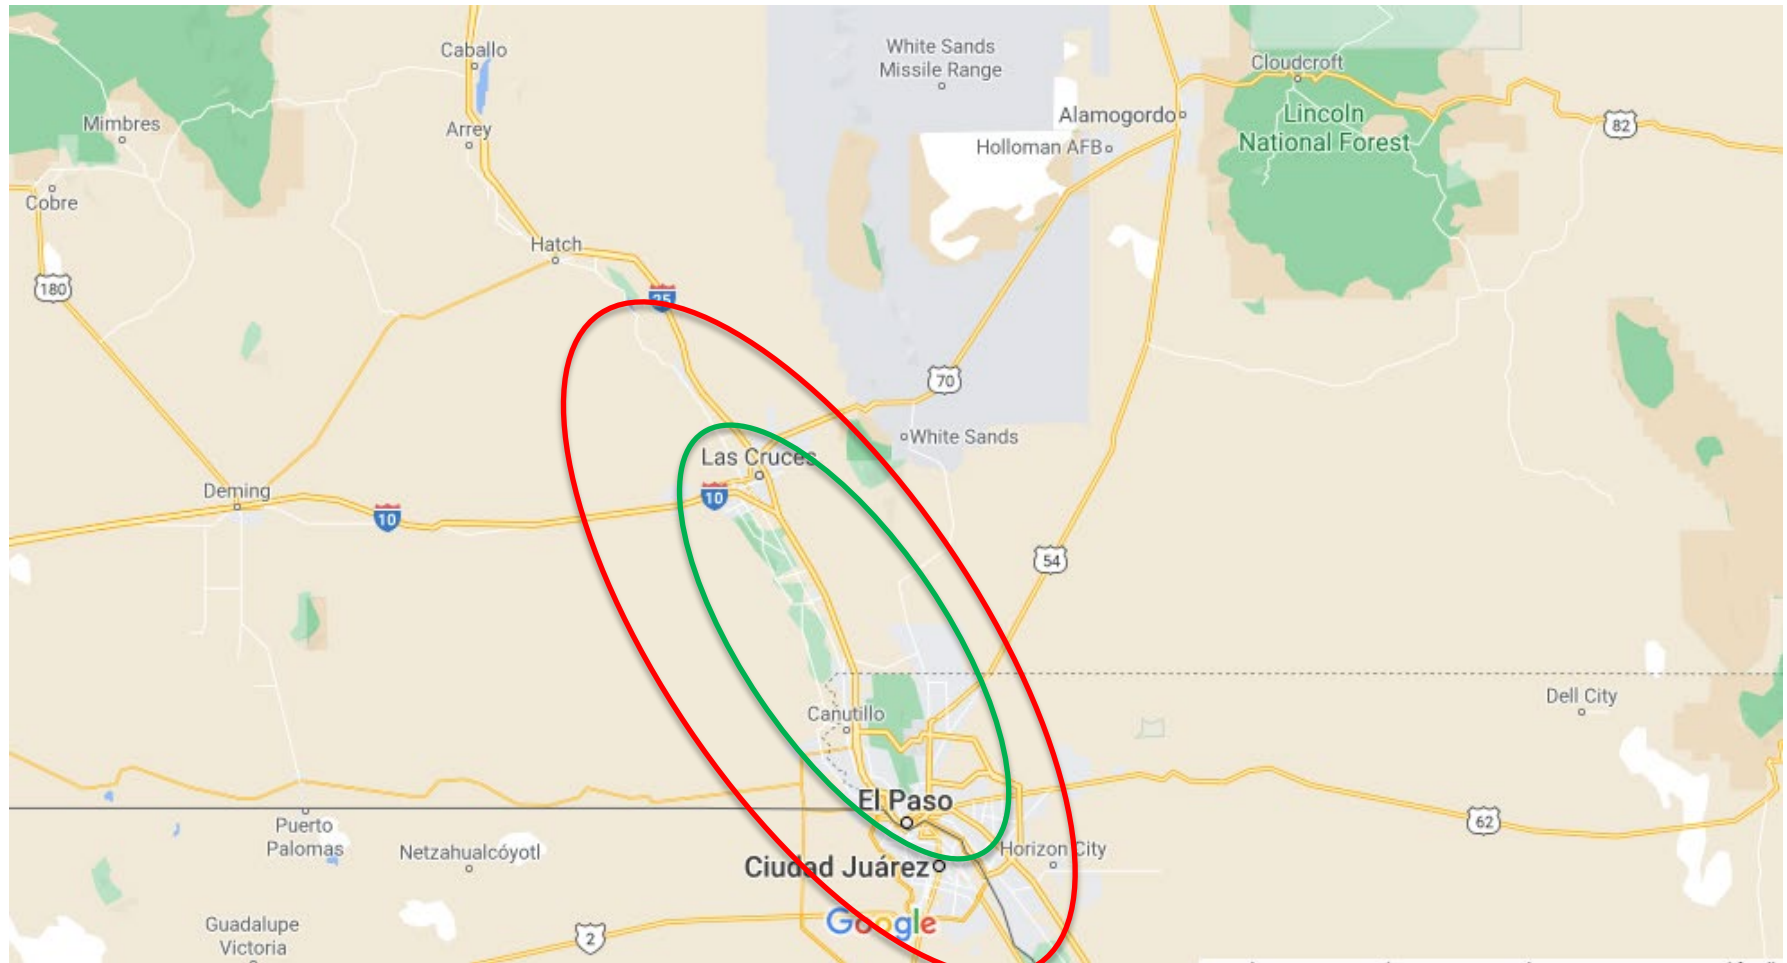 Caballo
White Sands
Missile Range
Cloudcroft
Mimbres
Arrey
Alamogordo
Lincoln
National Forest
82
Holloman AFB
Cobre
Hatch
180
25
70
White Sands
Las Cruces
Deming
10
10
54
Dell City
Canutillo
El Paso
62
Puerto
Palomas
Netzahualcóyotl
Horizon City
Ciudad Juárez
Google
Guadalupe
Victoria
2